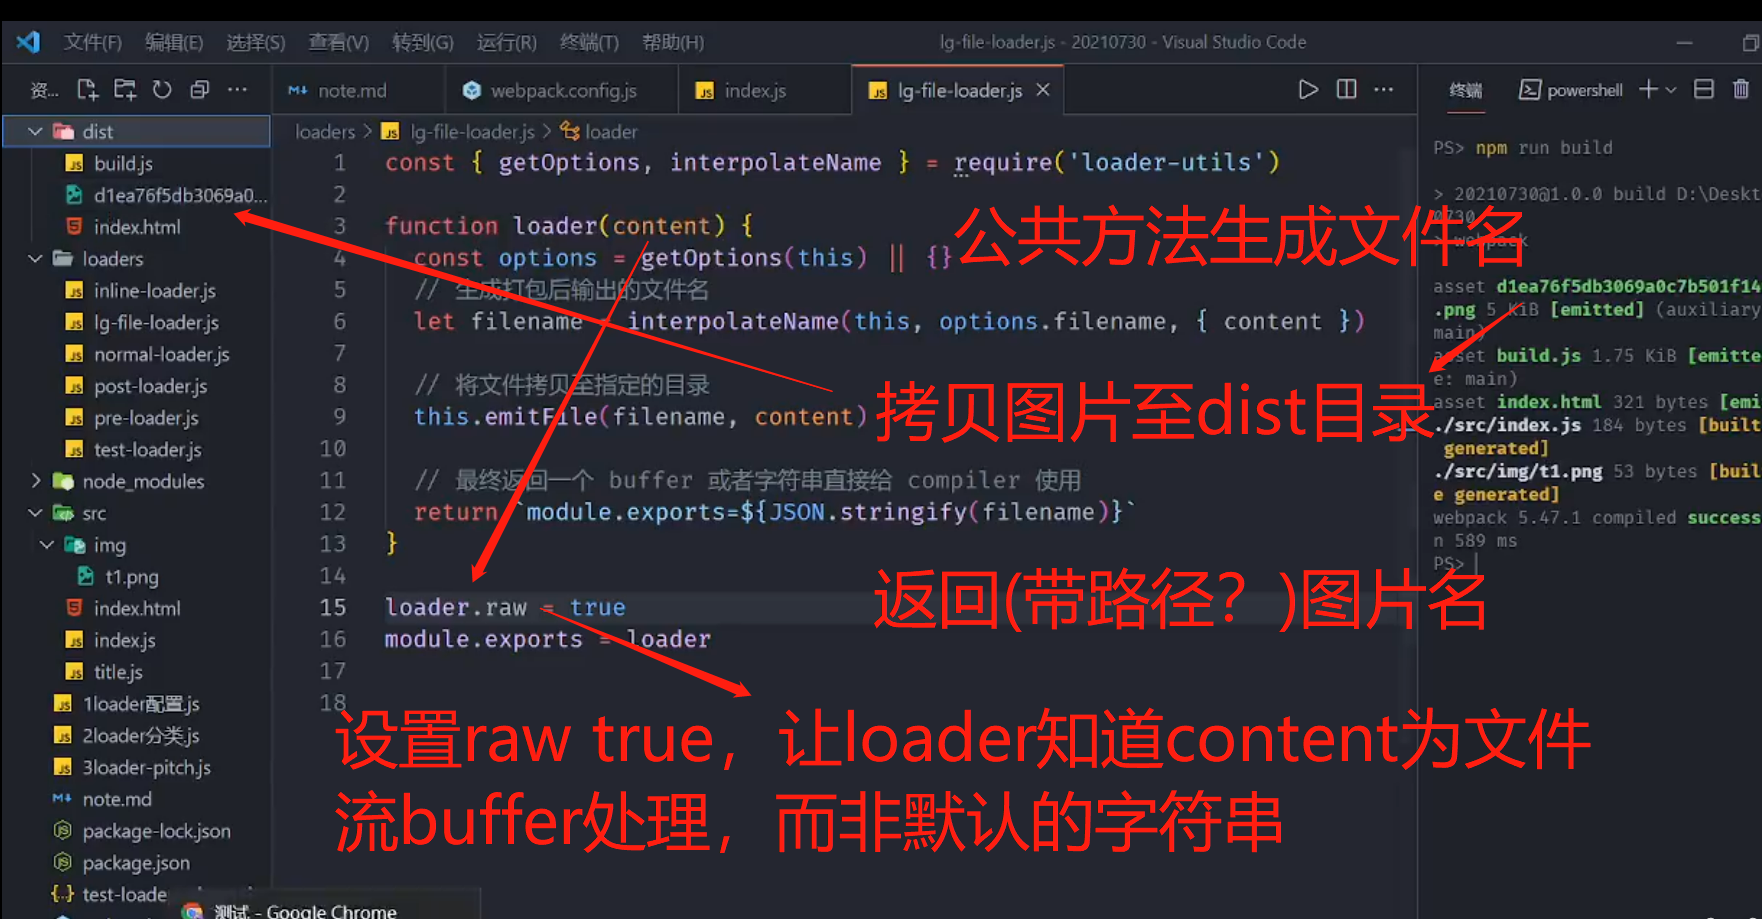 文件(F) 编辑(E) 选择(S) 查看(V) 转到(G) 运行(R) 终端(T) 帮助(H)
lg-file-loader.js - 20210730 - Visual Studio Code
资...
note.md
webpack.config.js
index.js
lg-file-loader.js
终端
powershell
dist
build.js
d1ea76f5db3069a0...
index.html
loaders
inline-loader.js
lg-file-loader.js
normal-loader.js
post-loader.js
pre-loader.js
test-loader.js
node_modules
src
img
t1.png
index.html
index.js
title.js
1loader配置.js
2loader分类.js
3loader-pitch.js
note.md
package-lock.json
package.json
test-loade
测试 - Google Chrome
loaders > lg-file-loader.js > loader
1 const { getOptions, interpolateName } = require('loader-utils')
2
3 function loader(content) {
4 const options = getOptions(this) || {}
5 // 生成打包后输出的文件名
6 let filename = interpolateName(this, options.filename, { content })
7
8 // 将文件拷贝至指定的目录
9 this.emitFile(filename, content)
10
11 // 最终返回一个 buffer 或者字符串直接给 compiler 使用
12 return `module.exports=${JSON.stringify(filename)}`
13 }
14
15 loader.raw = true
16 module.exports = loader
17
18
公共方法生成文件名
拷贝图片至dist目录
返回(带路径？)图片名
设置raw true，让loader知道content为文件
流buffer处理，而非默认的字符串
PS> npm run build
> 20210730@1.0.0 build D:\Deskt
0730
> webpack
asset d1ea76f5db3069a0c7b501f14
.png 5 KiB [emitted] (auxiliary
main)
asset build.js 1.75 KiB [emitte
e: main)
asset index.html 321 bytes [emi
./src/index.js 184 bytes [built
generated]
./src/img/t1.png 53 bytes [buil
e generated]
webpack 5.47.1 compiled success
n 589 ms
PS>